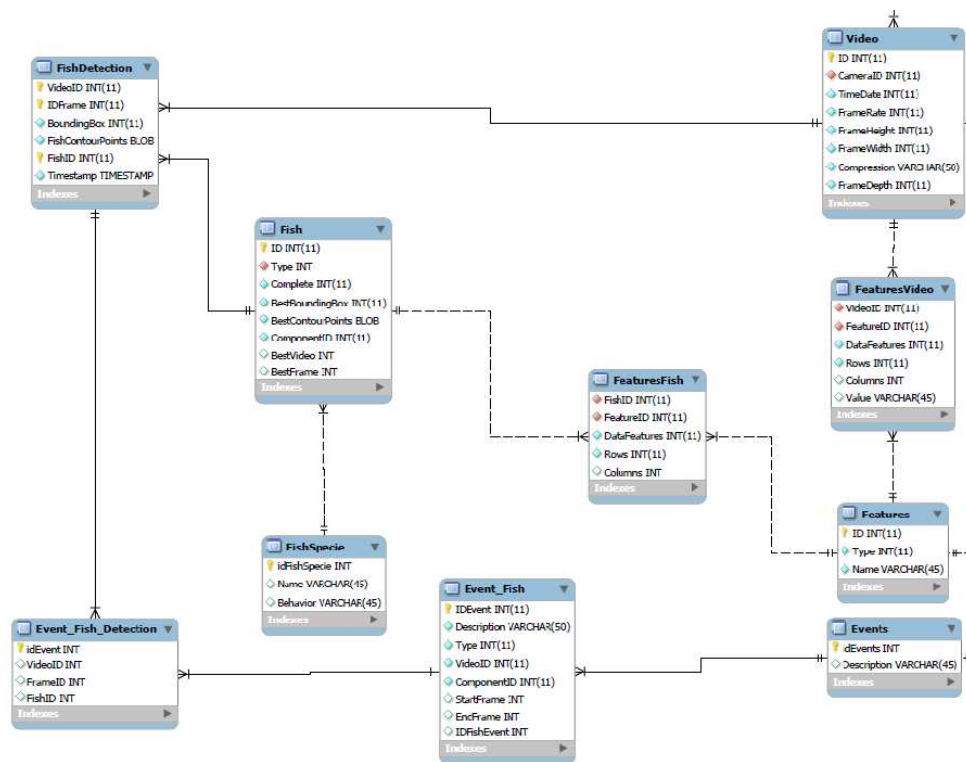 FishDetection
VideoID INT(11)
IDFrame INT(11)
BoundingBox INT(11)
FishContourPoints BLOB
FishID INT(11)
Timestamp TIMESTAMP
Indexes
Video
ID INT(11)
CameraID INT(11)
TimeDate INT(11)
FrameRate INT(11)
FrameHeight INT(11)
FrameWidth INT(11)
Compression VARCHAR(50)
FrameDepth INT(11)
Indexes
Fish
ID INT(11)
Type INT
Complete INT(11)
BestBoundingBox INT(11)
BestContourPoints BLOB
ComponentID INT(11)
BestVideo INT
BestFrame INT
Indexes
FeaturesVideo
VideoID INT(11)
FeatureID INT(11)
DataFeatures INT(11)
Rows INT(11)
Columns INT
Value VARCHAR(45)
Indexes
FeaturesFish
FishID INT(11)
FeatureID INT(11)
DataFeatures INT(11)
Rows INT(11)
Columns INT
Indexes
Features
ID INT(11)
Type INT(11)
Name VARCHAR(45)
Indexes
FishSpecie
idFishSpecie INT
Name VARCHAR(45)
Behavior VARCHAR(45)
Indexes
Event_Fish
IDEvent INT(11)
Description VARCHAR(50)
Type INT(11)
VideoID INT(11)
ComponentID INT(11)
StartFrame INT
EncFrame INT
IDFishEvent INT
Indexes
Event_Fish_Detection
idEvent INT
VideoID INT
FrameID INT
FishID INT
Indexes
Events
idEvents INT
Description VARCHAR(45)
Indexes